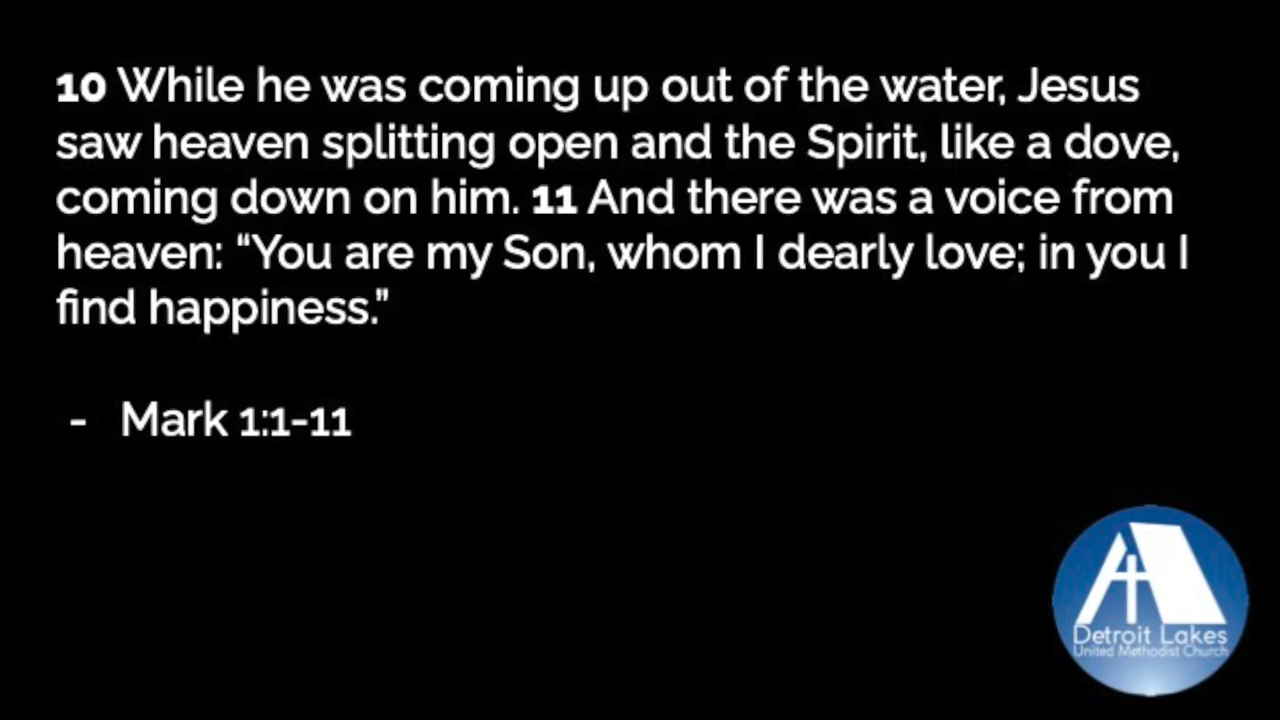 10 While he was coming up out of the water, Jesus
saw heaven splitting open and the Spirit, like a dove,
coming down on him. 11 And there was a voice from
heaven: “You are my Son, whom I dearly love; in you I
find happiness.”
- Mark 1:1-11
Detroit Lakes
United Methodist Church